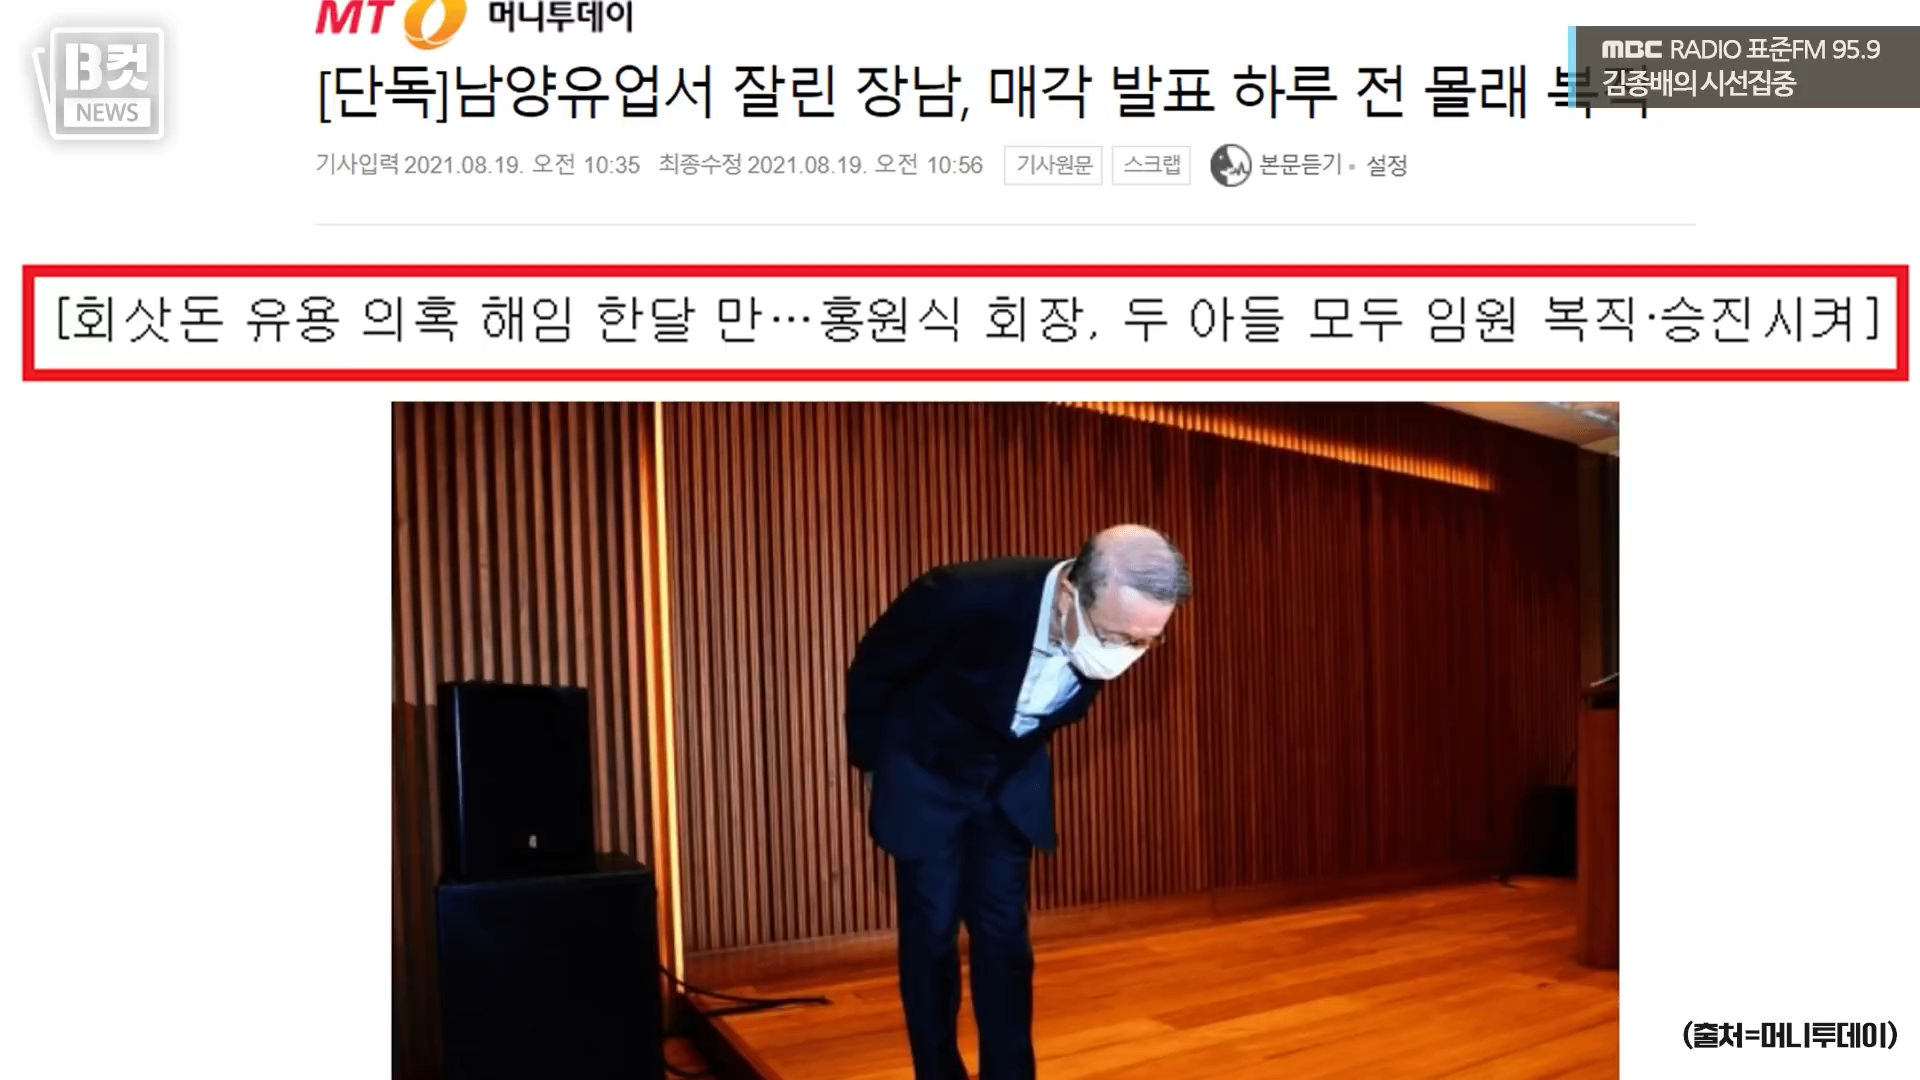 MT 머니투데이
B컷
NEWS
MBC RADIO 표준FM 95.9
김종배의 시선집중
[단독]남양유업서 잘린 장남, 매각 발표 하루 전 몰래
기사입력 2021.08.19. 오전 10:35 최종수정 2021.08.19. 오전 10:56 기사원문 스크랩 본문듣기 · 설정
[회삿돈 유용 의혹 해임 한달 만…홍원식 회장, 두 아들 모두 임원 복직·승진시켜]
(출처=머니투데이)